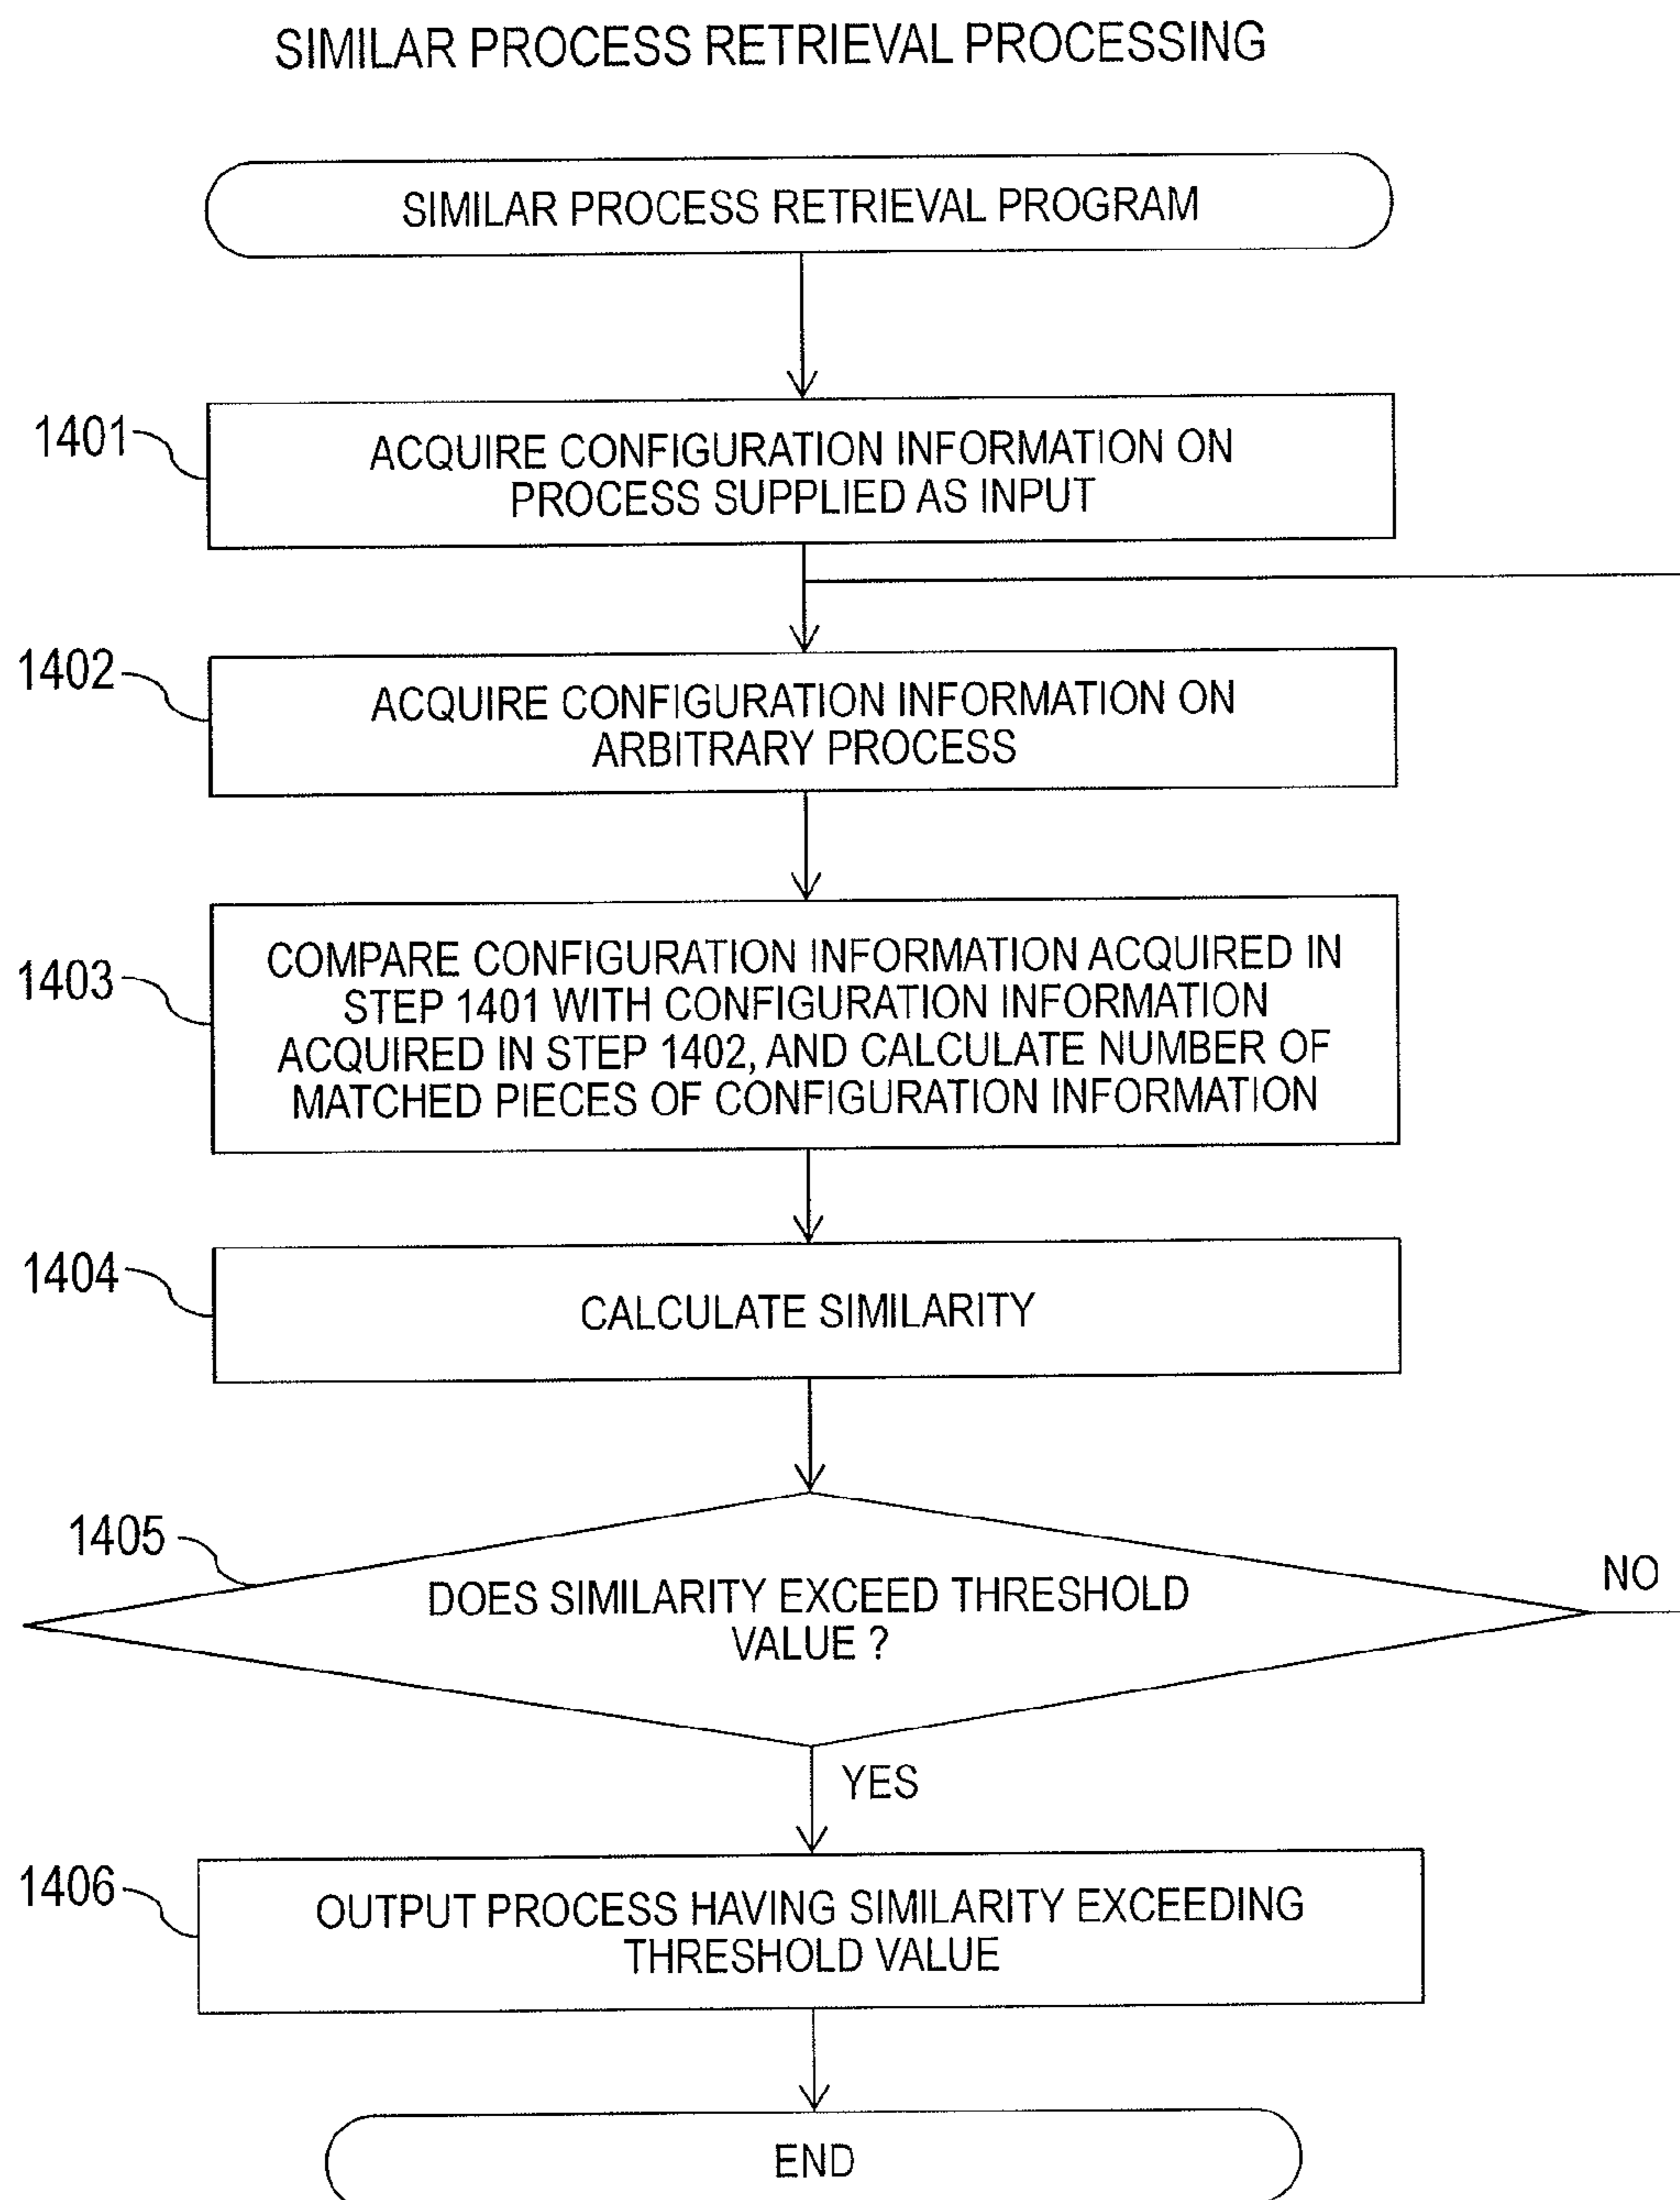 SIMILAR PROCESS RETRIEVAL PROCESSING
SIMILAR PROCESS RETRIEVAL PROGRAM
1401
ACQUIRE CONFIGURATION INFORMATION ON
PROCESS SUPPLIED AS INPUT
1402
ACQUIRE CONFIGURATION INFORMATION ON
ARBITRARY PROCESS
1403
COMPARE CONFIGURATION INFORMATION ACQUIRED IN
STEP 1401 WITH CONFIGURATION INFORMATION
ACQUIRED IN STEP 1402, AND CALCULATE NUMBER OF
MATCHED PIECES OF CONFIGURATION INFORMATION
1404
CALCULATE SIMILARITY
1405
DOES SIMILARITY EXCEED THRESHOLD
VALUE ?
NO
YES
1406
OUTPUT PROCESS HAVING SIMILARITY EXCEEDING
THRESHOLD VALUE
END